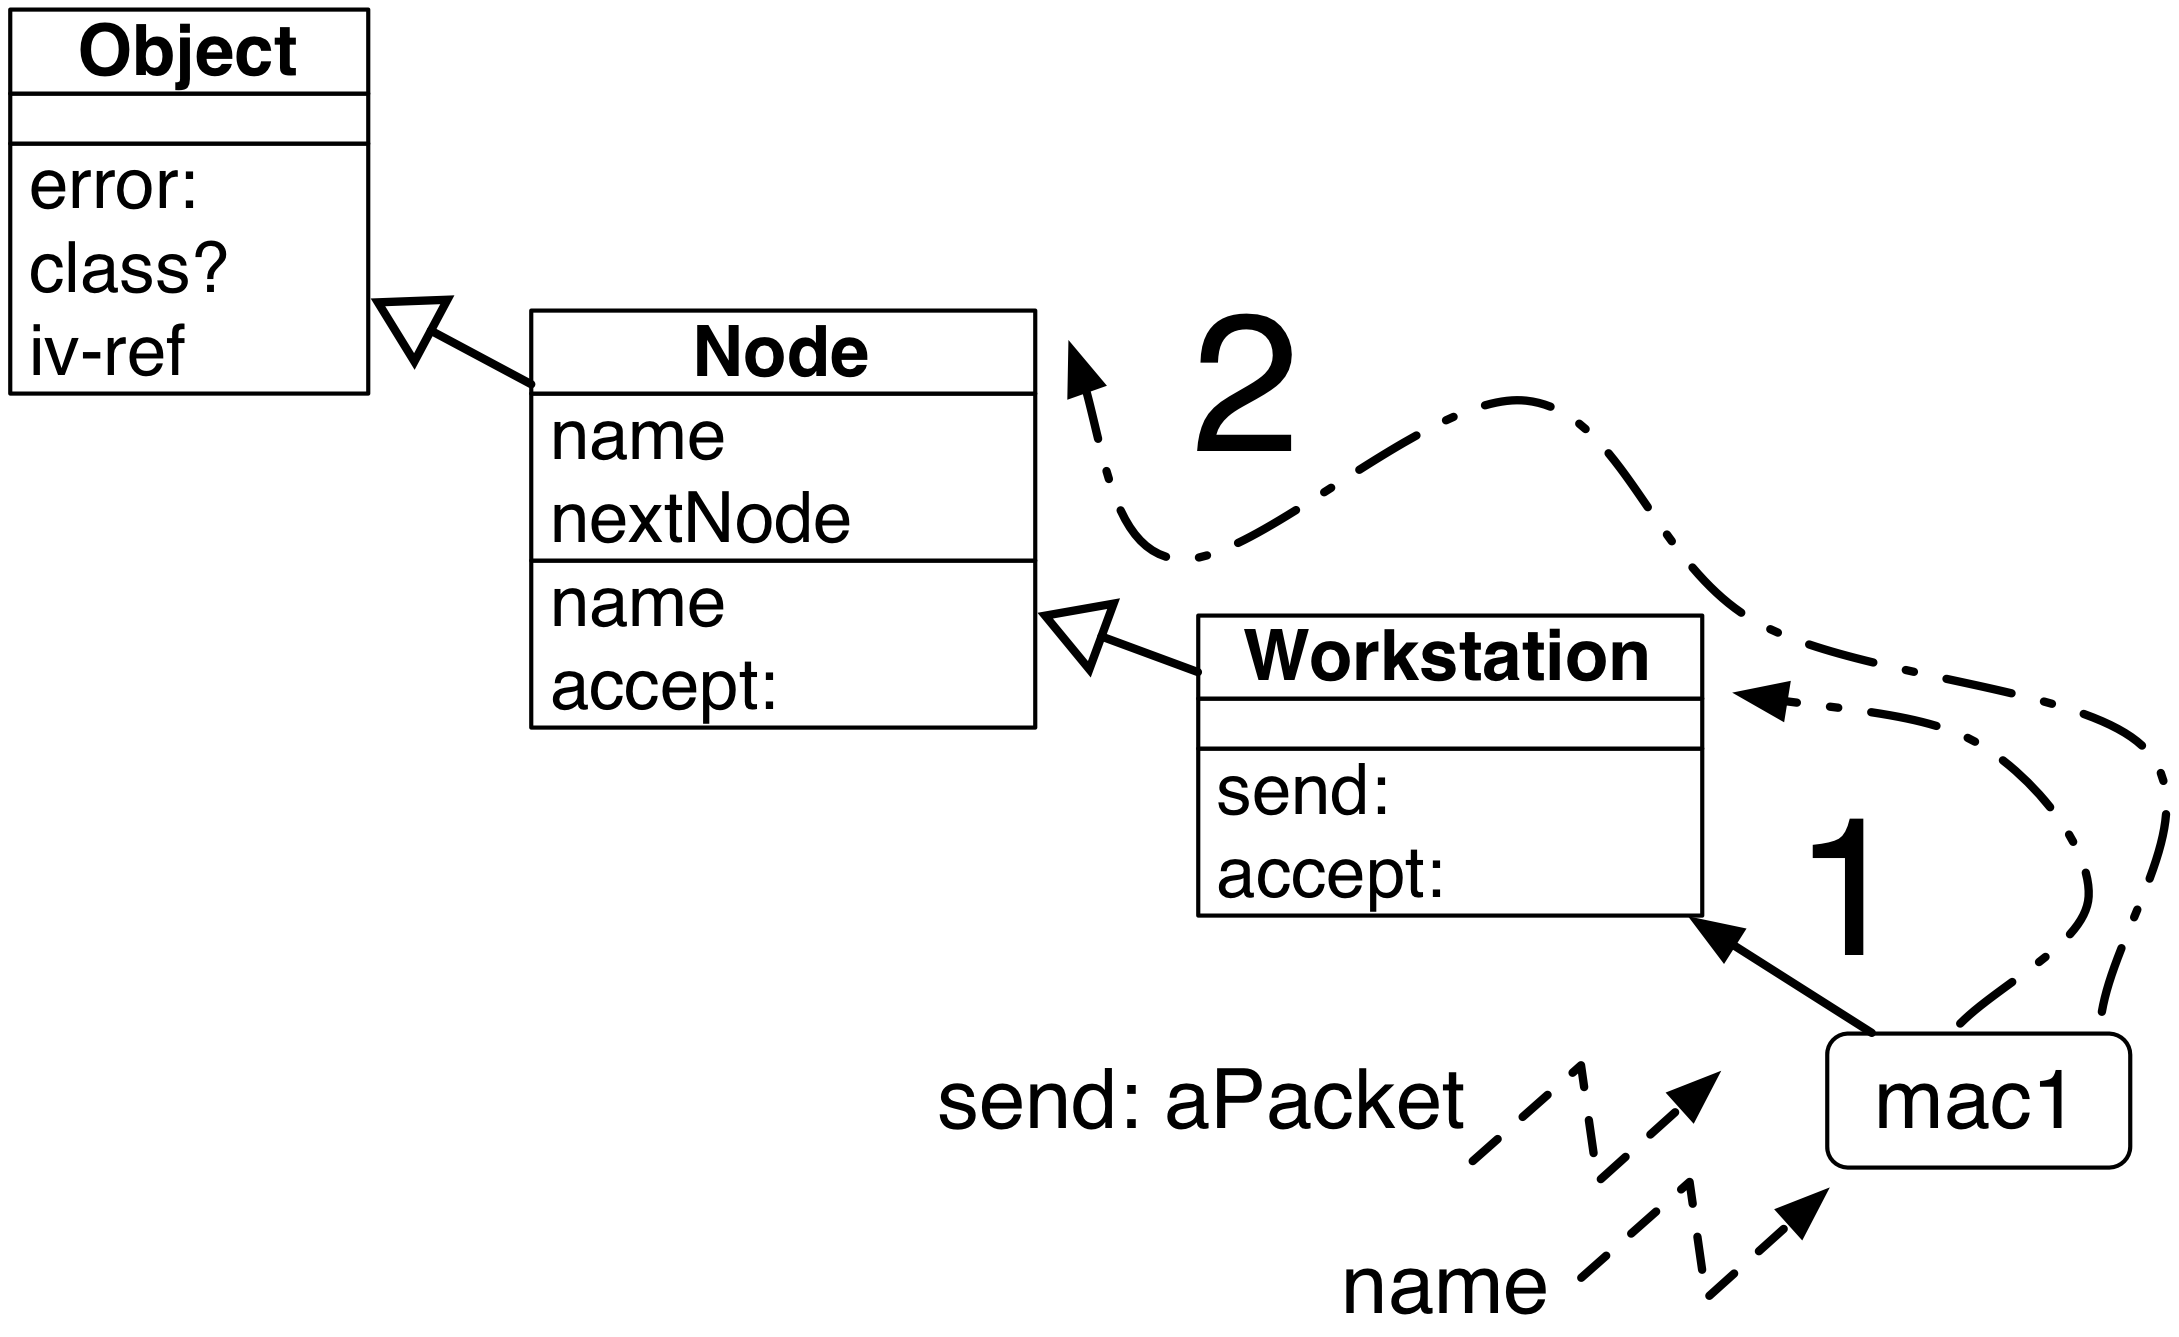 Object
error:
class?
iv-ref
Node
name
nextNode
name
accept:
2
Workstation
send:
accept:
1
mac1
send: aPacket
name